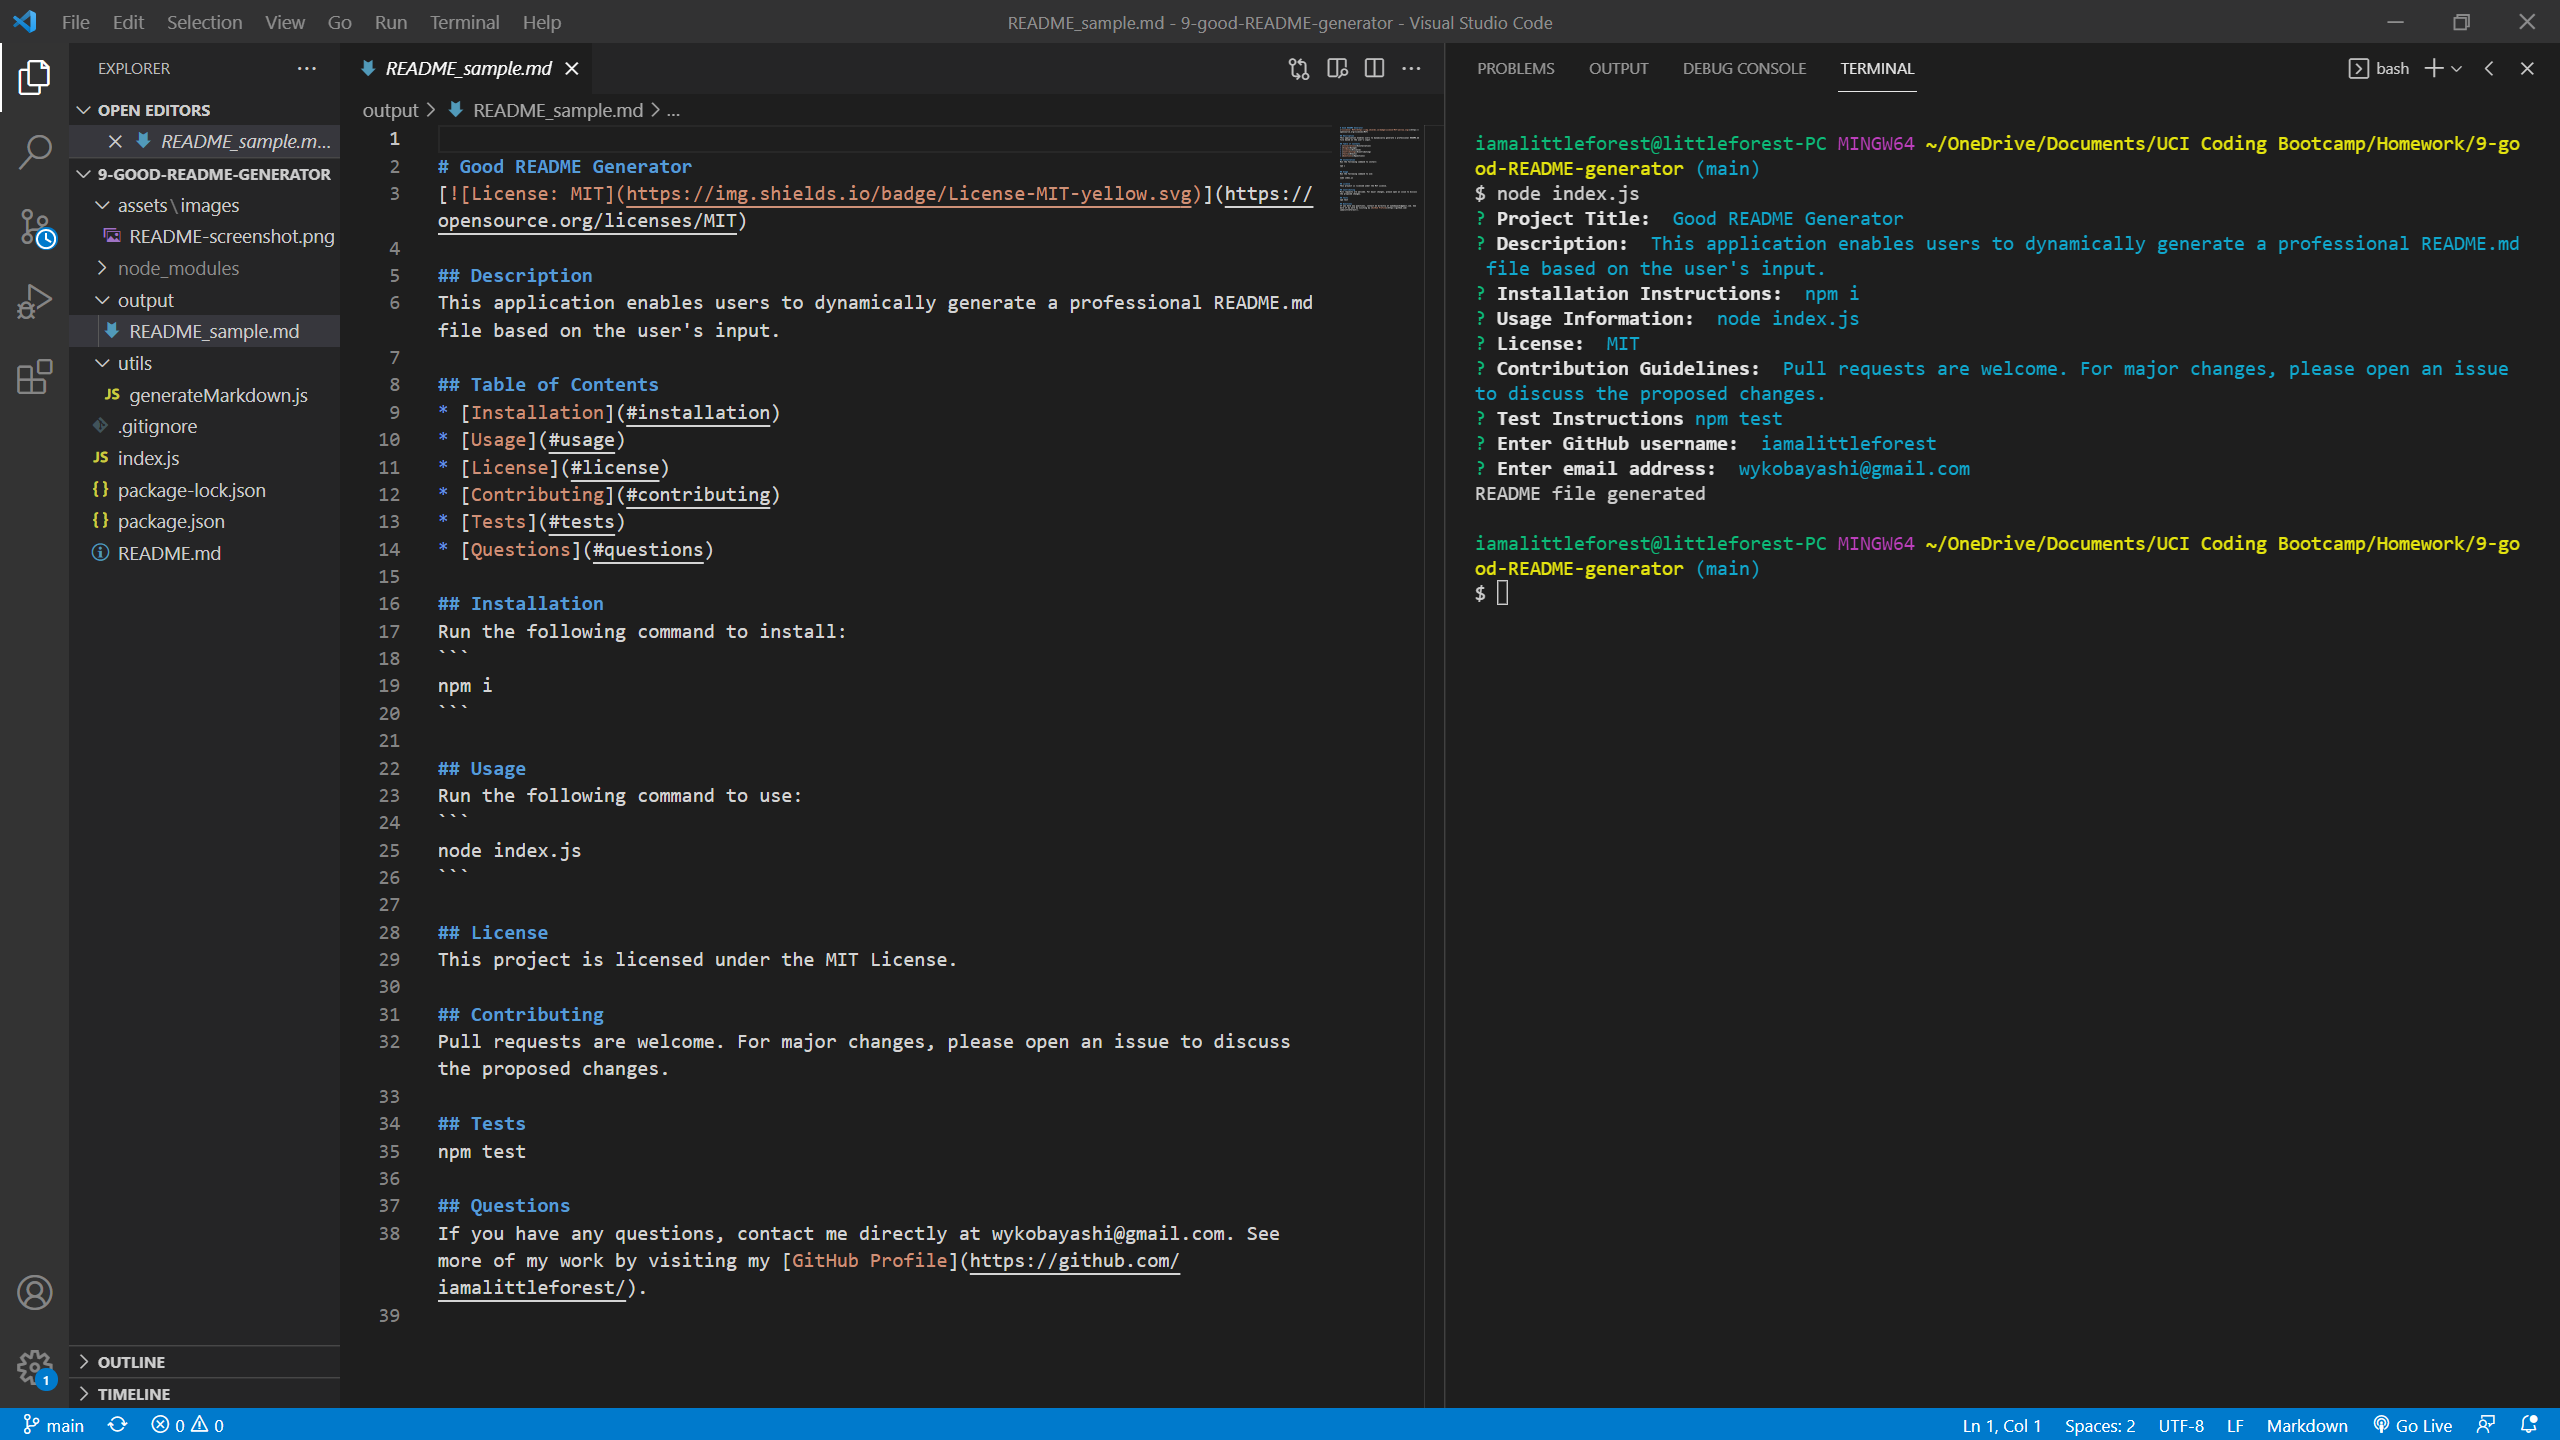 File Edit Selection View Go Run Terminal Help
README_sample.md - 9-good-README-generator - Visual Studio Code
EXPLORER
OPEN EDITORS
README_sample.m...
9-GOOD-README-GENERATOR
assets\images
README-screenshot.png
node_modules
output
README_sample.md
utils
JS generateMarkdown.js
.gitignore
JS index.js
{} package-lock.json
{} package.json
README.md
OUTLINE
TIMELINE
README_sample.md
output > README_sample.md > ...
1
2 # Good README Generator
3 [![License: MIT](https://img.shields.io/badge/License-MIT-yellow.svg)](https://
opensource.org/licenses/MIT)
4
5 ## Description
6 This application enables users to dynamically generate a professional README.md
file based on the user's input.
7
8 ## Table of Contents
9 * [Installation](#installation)
10 * [Usage](#usage)
11 * [License](#license)
12 * [Contributing](#contributing)
13 * [Tests](#tests)
14 * [Questions](#questions)
15
16 ## Installation
17 Run the following command to install:
18 ```
19 npm i
20 ```
21
22 ## Usage
23 Run the following command to use:
24 ```
25 node index.js
26 ```
27
28 ## License
29 This project is licensed under the MIT License.
30
31 ## Contributing
32 Pull requests are welcome. For major changes, please open an issue to discuss
the proposed changes.
33
34 ## Tests
35 npm test
36
37 ## Questions
38 If you have any questions, contact me directly at wykobayashi@gmail.com. See
more of my work by visiting my [GitHub Profile](https://github.com/
iamalittleforest/).
39
PROBLEMS OUTPUT DEBUG CONSOLE TERMINAL
bash
iamalittleforest@littleforest-PC MINGW64 ~/OneDrive/Documents/UCI Coding Bootcamp/Homework/9-go
od-README-generator (main)
$ node index.js
? Project Title: Good README Generator
? Description: This application enables users to dynamically generate a professional README.md
file based on the user's input.
? Installation Instructions: npm i
? Usage Information: node index.js
? License: MIT
? Contribution Guidelines: Pull requests are welcome. For major changes, please open an issue
to discuss the proposed changes.
? Test Instructions npm test
? Enter GitHub username: iamalittleforest
? Enter email address: wykobayashi@gmail.com
README file generated
iamalittleforest@littleforest-PC MINGW64 ~/OneDrive/Documents/UCI Coding Bootcamp/Homework/9-go
od-README-generator (main)
$
1
main 0 0
Ln 1, Col 1 Spaces: 2 UTF-8 LF Markdown Go Live